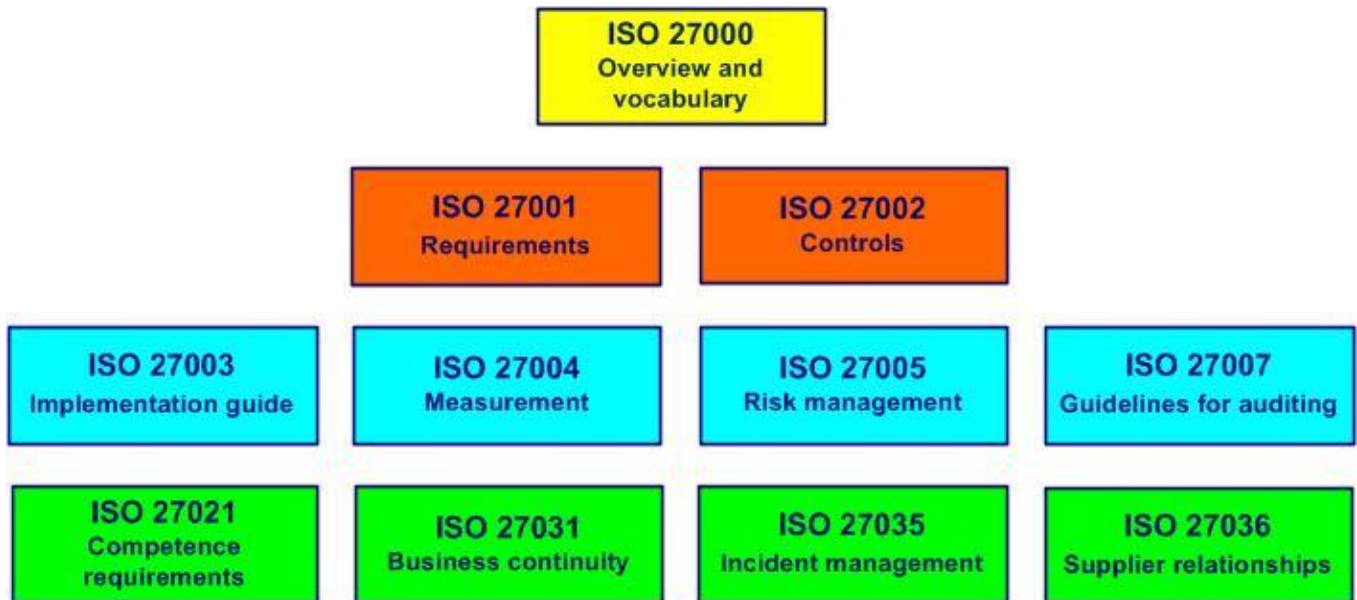 ISO 27000
Overview and
vocabulary
ISO 27001
Requirements
ISO 27002
Controls
ISO 27003
Implementation guide
ISO 27004
Measurement
ISO 27005
Risk management
ISO 27007
Guidelines for auditing
ISO 27021
Competence
requirements
ISO 27031
Business continuity
ISO 27035
Incident management
ISO 27036
Supplier relationships